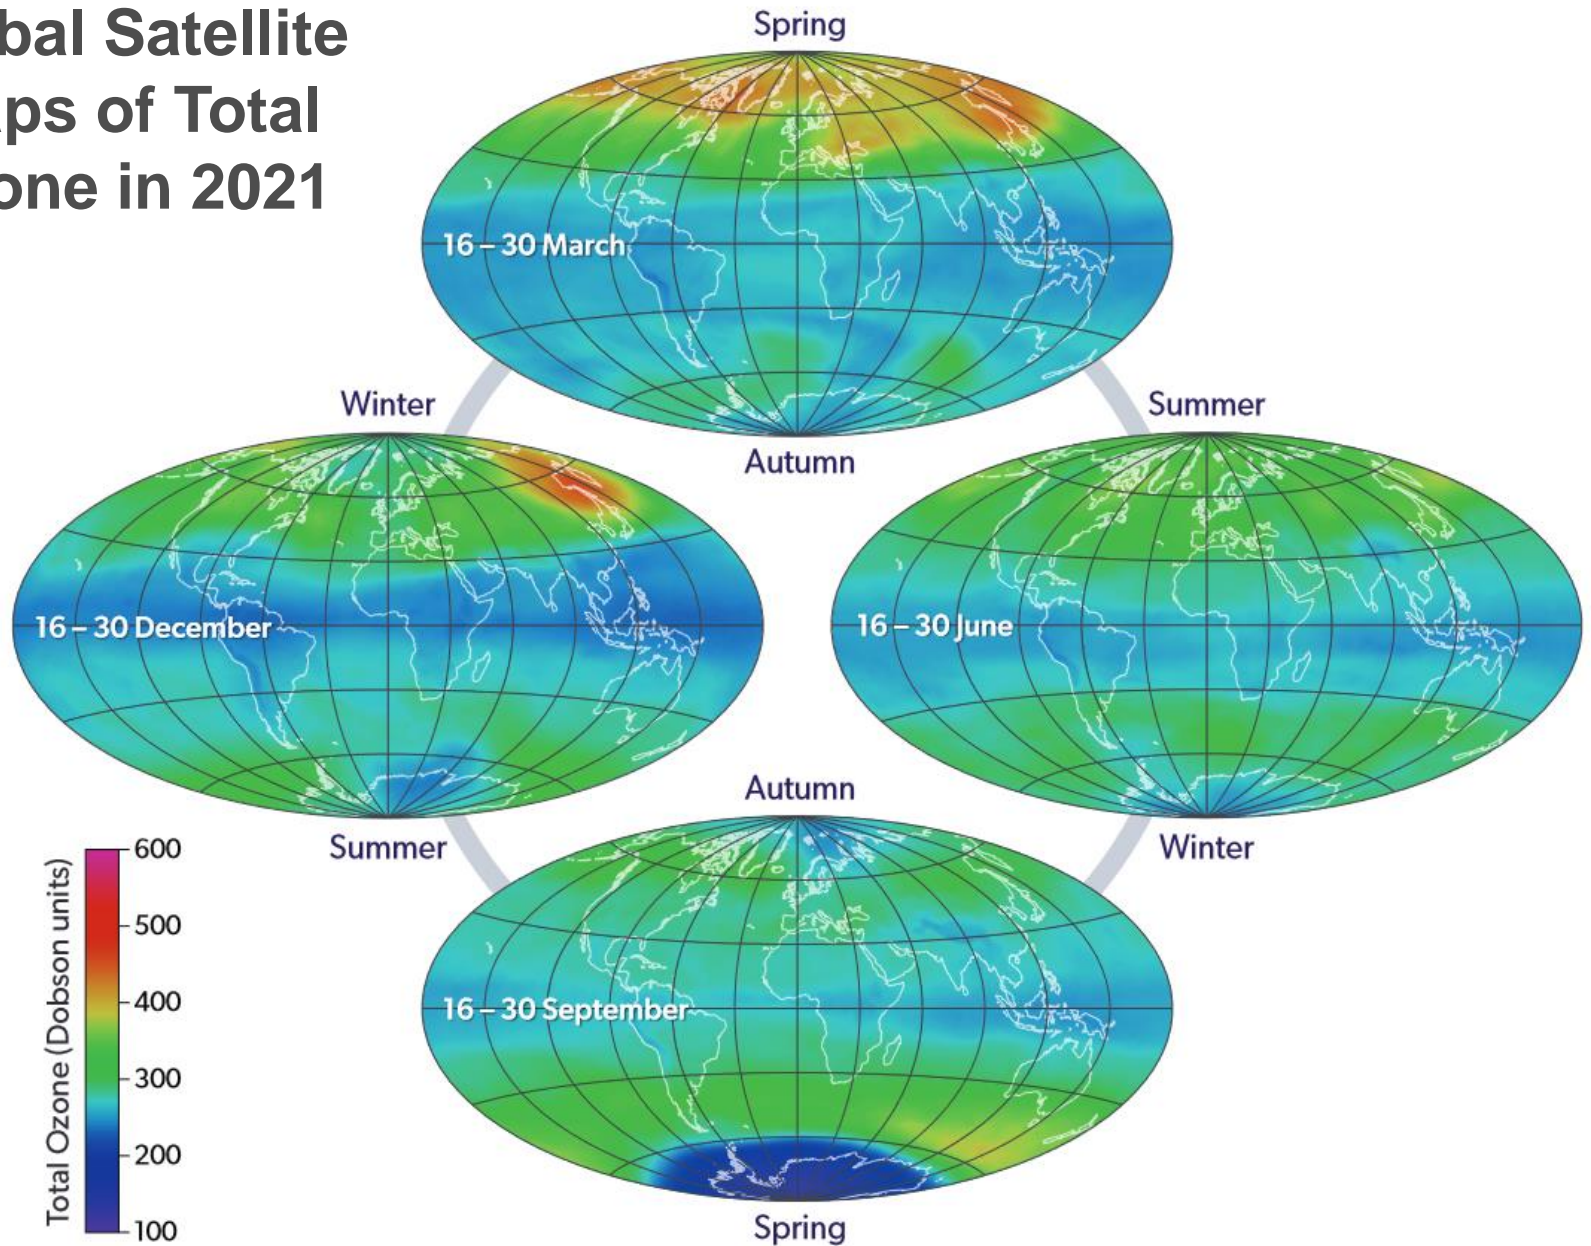 bal Satellite
ps of Total
one in 2021
Spring
16 – 30 March
Autumn
Winter
16 – 30 December
Summer
Summer
16 – 30 June
Winter
Autumn
16 – 30 September
Spring
Total Ozone (Dobson units)
600
500
400
300
200
100